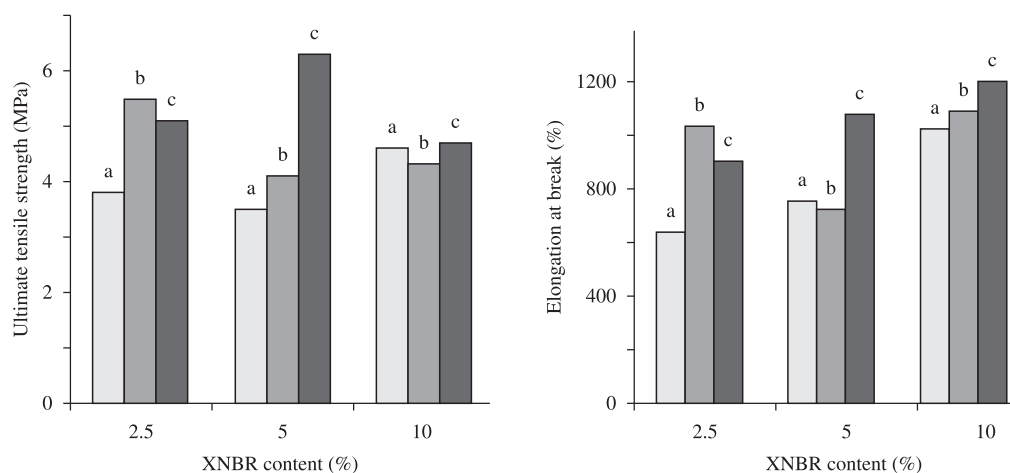 Ultimate tensile strength (MPa)
6
4
2
0
a
b
c
a
b
c
a
b
c
2.5
5
10
XNBR content (%)
Elongation at break (%)
1200
800
400
0
a
b
c
a
b
c
a
b
c
2.5
5
10
XNBR content (%)